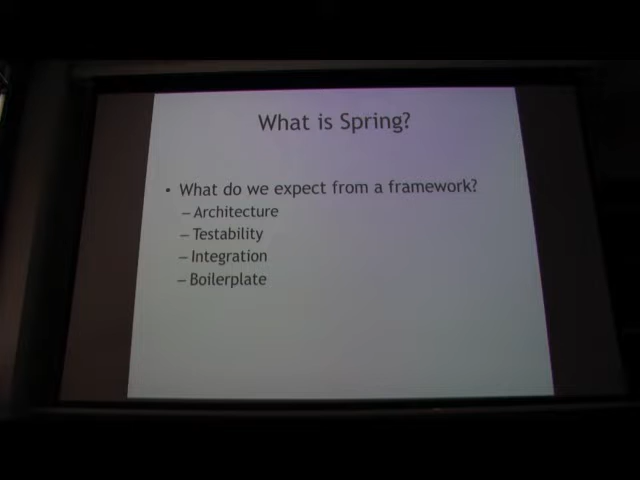 What is Spring?
• What do we expect from a framework?
– Architecture
– Testability
– Integration
– Boilerplate